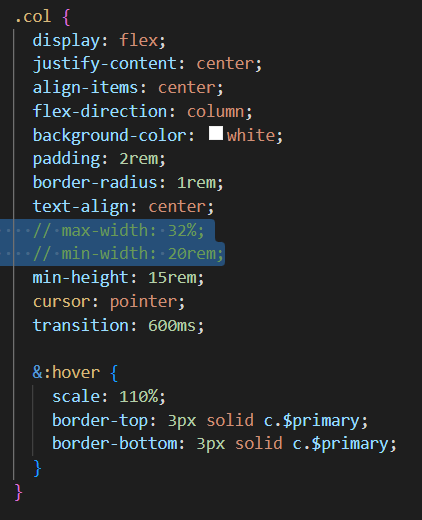 .col {
display: flex;
justify-content: center;
align-items: center;
flex-direction: column;
background-color: white;
padding: 2rem;
border-radius: 1rem;
text-align: center;
// max-width: 32%;
// min-width: 20rem;
min-height: 15rem;
cursor: pointer;
transition: 600ms;
&:hover {
scale: 110%;
border-top: 3px solid c.$primary;
border-bottom: 3px solid c.$primary;
}
}